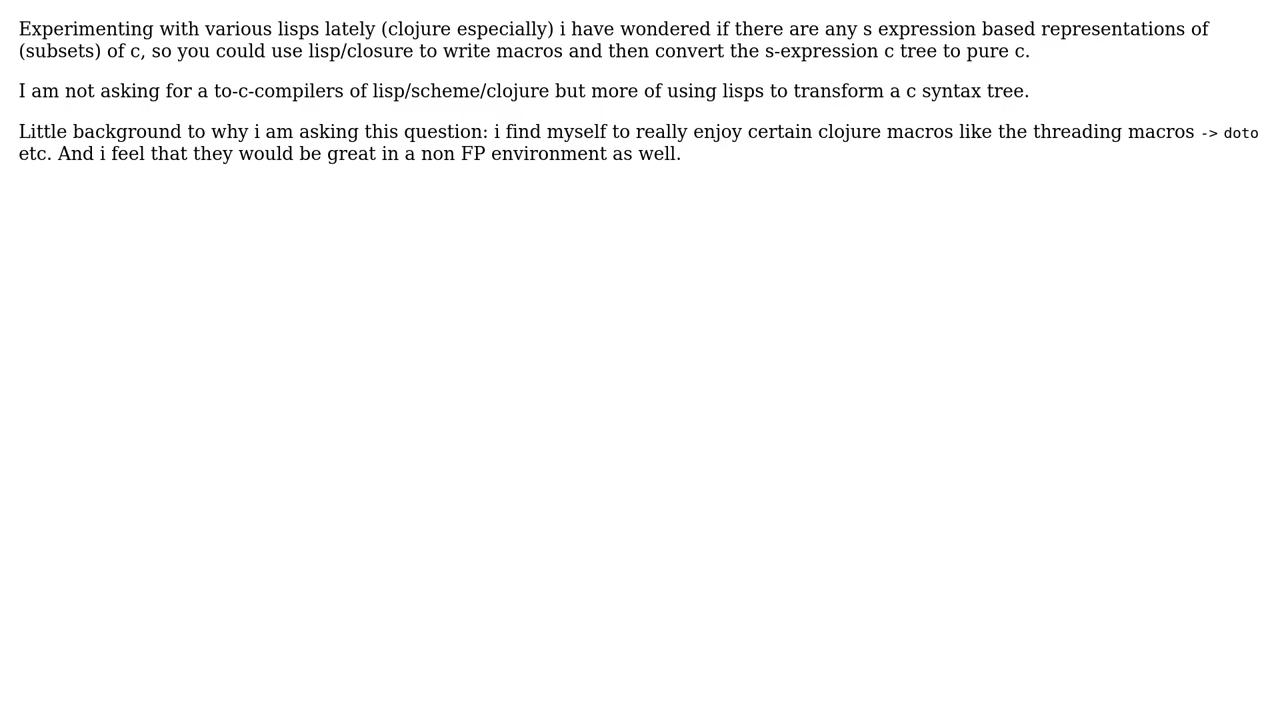 Experimenting with various lisps lately (clojure especially) i have wondered if there are any s expression based representations of
(subsets) of c, so you could use lisp/closure to write macros and then convert the s-expression c tree to pure c.
I am not asking for a to-c-compilers of lisp/scheme/clojure but more of using lisps to transform a c syntax tree.
Little background to why i am asking this question: i find myself to really enjoy certain clojure macros like the threading macros -> doto
etc. And i feel that they would be great in a non FP environment as well.